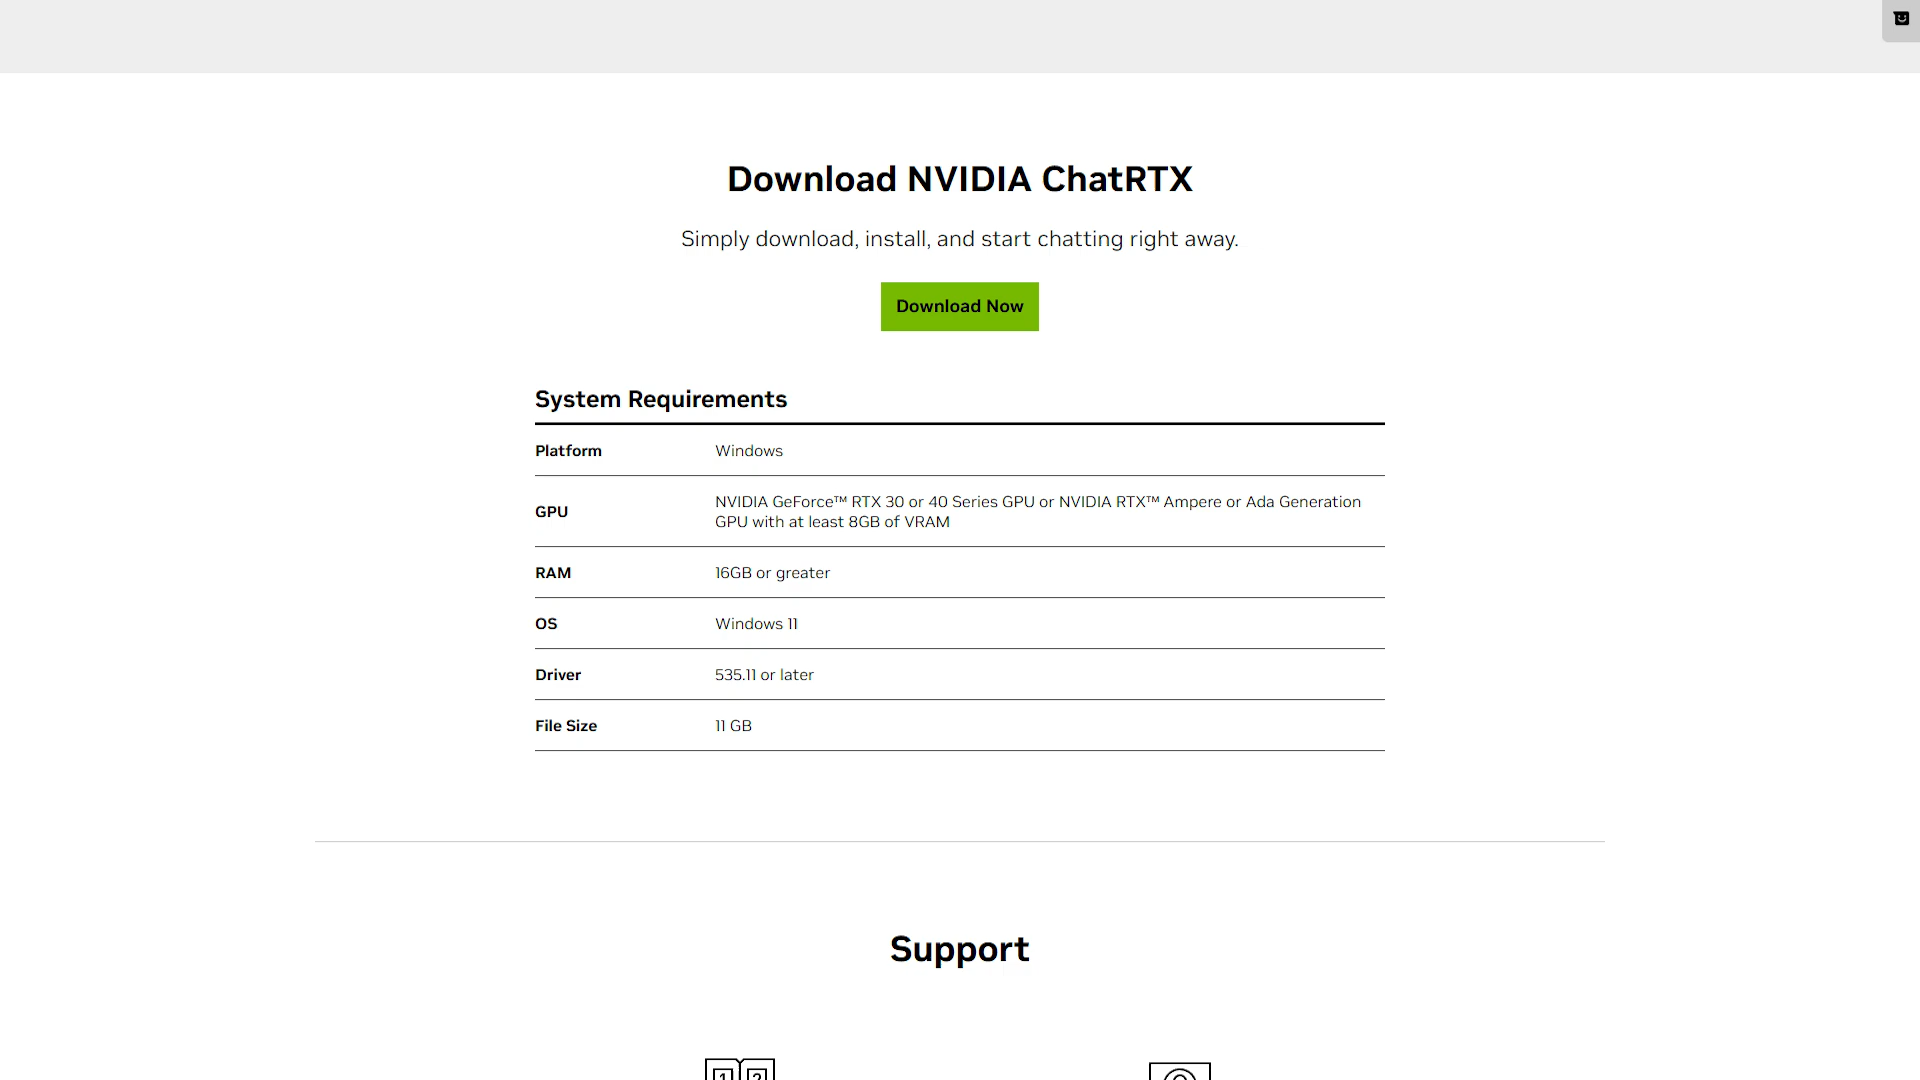 Download NVIDIA ChatRTX
Simply download, install, and start chatting right away.
Download Now
System Requirements
Platform Windows
GPU NVIDIA GeForce™ RTX 30 or 40 Series GPU or NVIDIA RTX™ Ampere or Ada Generation
GPU with at least 8GB of VRAM
RAM 16GB or greater
OS Windows 11
Driver 535.11 or later
File Size 11 GB
Support
1 2